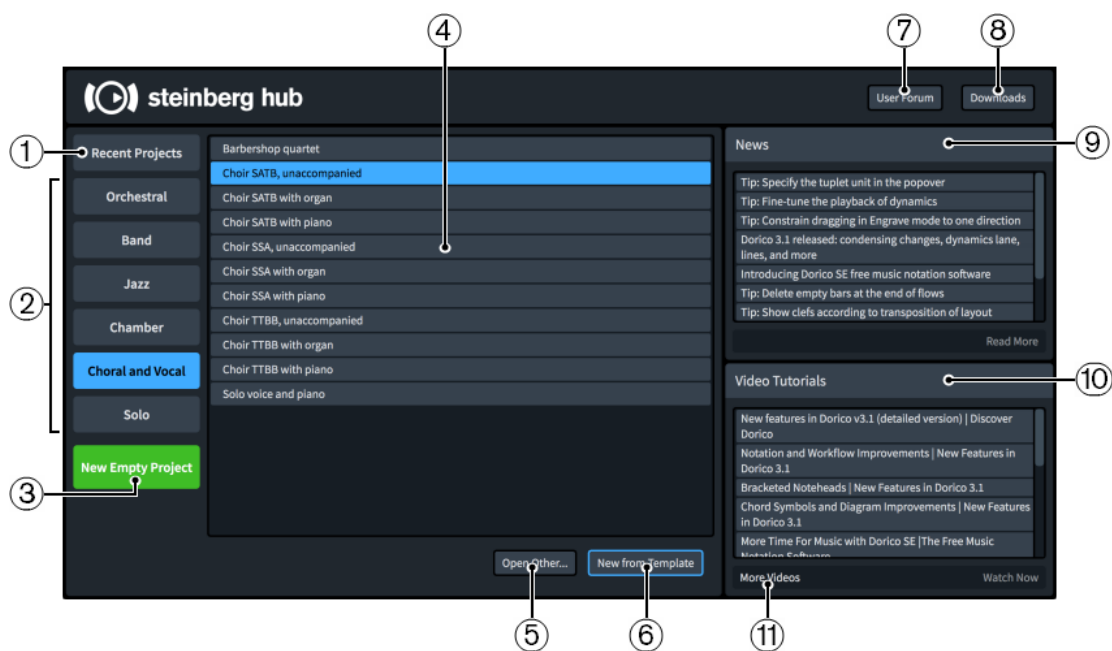 ④
⑦
⑧
steinberg hub
User Forum
Downloads
①
Recent Projects
②
Orchestral
Band
Jazz
Chamber
Choral and Vocal
Solo
③
New Empty Project
Barbershop quartet
Choir SATB, unaccompanied
Choir SATB with organ
Choir SATB with piano
Choir SSA, unaccompanied
Choir SSA with organ
Choir SSA with piano
Choir TTBB, unaccompanied
Choir TTBB with organ
Choir TTBB with piano
Solo voice and piano
Open Other...
New from Template
⑤
⑥
News
⑨
Tip: Specify the tuplet unit in the popover
Tip: Fine-tune the playback of dynamics
Tip: Constrain dragging in Engrave mode to one direction
Dorico 3.1 released: condensing changes, dynamics lane,
lines, and more
Introducing Dorico SE free music notation software
Tip: Delete empty bars at the end of flows
Tip: Show clefs according to transposition of layout
Read More
Video Tutorials
⑩
New features in Dorico v3.1 (detailed version) | Discover
Dorico
Notation and Workflow Improvements | New Features in
Dorico 3.1
Bracketed Noteheads | New Features in Dorico 3.1
Chord Symbols and Diagram Improvements | New Features
in Dorico 3.1
More Time For Music with Dorico SE |The Free Music
Notation Software
More Videos
Watch Now
⑪